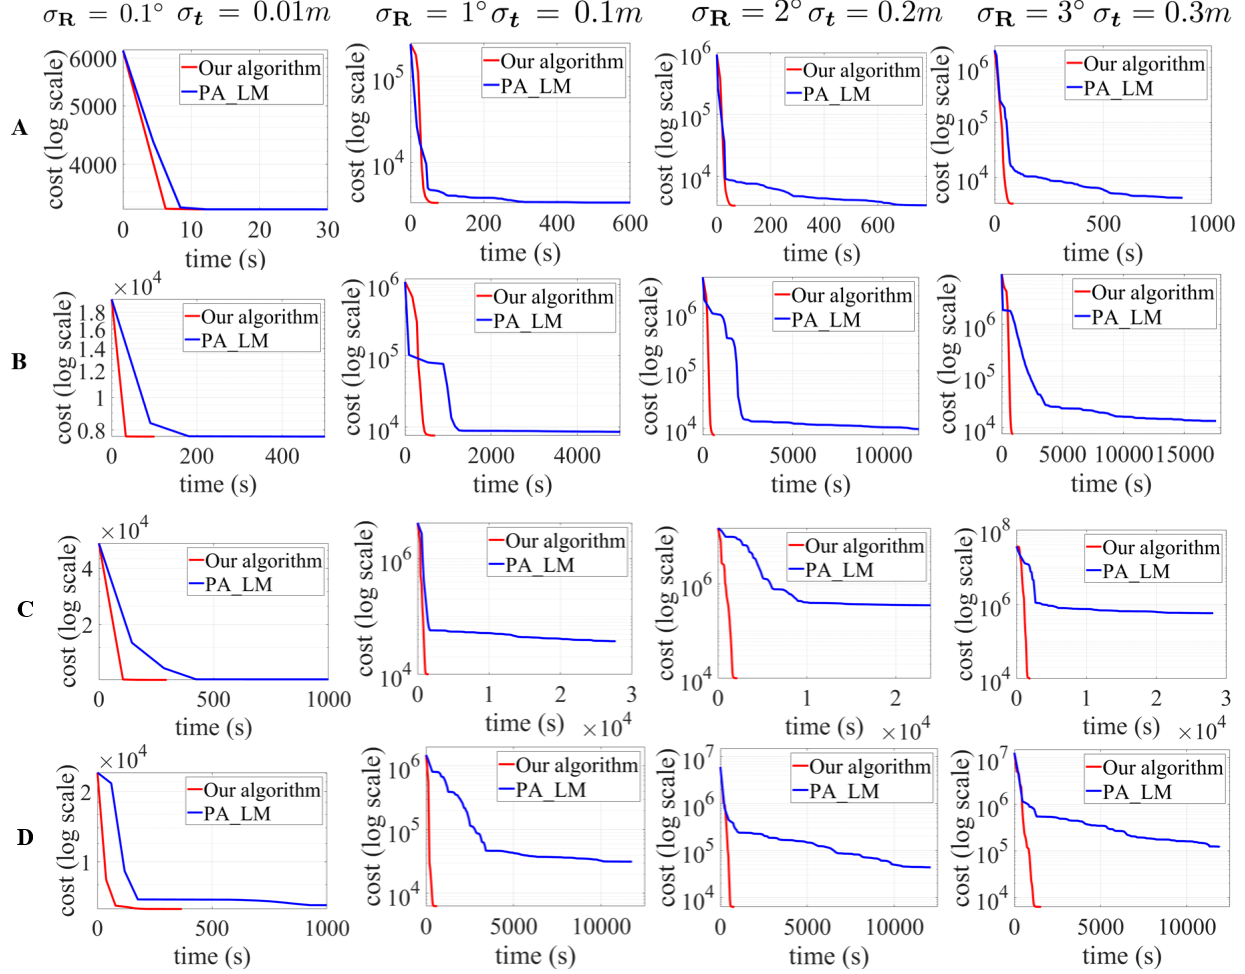 σ_R = 0.1° σ_t = 0.01m
σ_R = 1° σ_t = 0.1m
σ_R = 2° σ_t = 0.2m
σ_R = 3° σ_t = 0.3m
A
cost (log scale)
6000
5000
4000
Our algorithm
PA_LM
0 10 20 30
time (s)
cost (log scale)
10^5
10^4
Our algorithm
PA_LM
0 200 400 600
time (s)
cost (log scale)
10^6
10^5
10^4
Our algorithm
PA_LM
0 200 400 600
time (s)
cost (log scale)
10^6
10^5
10^4
Our algorithm
PA_LM
0 500 1000
time (s)
B
×10^4
cost (log scale)
1.8
1.6
1.4
1.2
1
0.8
Our algorithm
PA_LM
0 200 400
time (s)
cost (log scale)
10^6
10^5
10^4
Our algorithm
PA_LM
0 2000 4000
time (s)
cost (log scale)
10^6
10^5
10^4
Our algorithm
PA_LM
0 5000 10000
time (s)
cost (log scale)
10^6
10^5
10^4
Our algorithm
PA_LM
0 5000 10000 15000
time (s)
C
×10^4
cost (log scale)
4
2
Our algorithm
PA_LM
0 500 1000
time (s)
cost (log scale)
10^6
10^4
Our algorithm
PA_LM
0 1 2 3
time (s) ×10^4
cost (log scale)
10^6
10^4
Our algorithm
PA_LM
0 1 2
time (s) ×10^4
cost (log scale)
10^8
10^6
10^4
Our algorithm
PA_LM
0 1 2 3
time (s) ×10^4
D
×10^4
cost (log scale)
2
1
Our algorithm
PA_LM
0 500 1000
time (s)
cost (log scale)
10^6
10^5
10^4
Our algorithm
PA_LM
0 5000 10000
time (s)
cost (log scale)
10^7
10^6
10^5
10^4
Our algorithm
PA_LM
0 5000 10000
time (s)
cost (log scale)
10^7
10^6
10^5
10^4
Our algorithm
PA_LM
0 5000 10000
time (s)